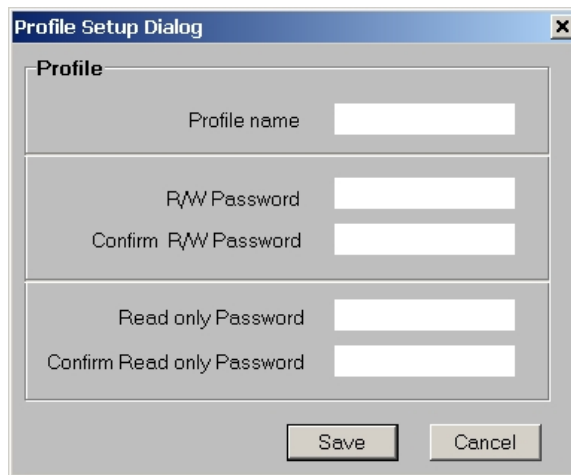 Profile Setup Dialog
Profile
Profile name
R/W Password
Confirm R/W Password
Read only Password
Confirm Read only Password
Save Cancel